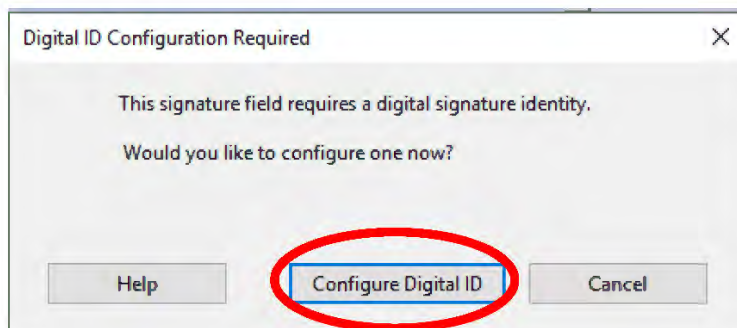 Digital ID Configuration Required
This signature field requires a digital signature identity.
Would you like to configure one now?
Help
Configure Digital ID
Cancel